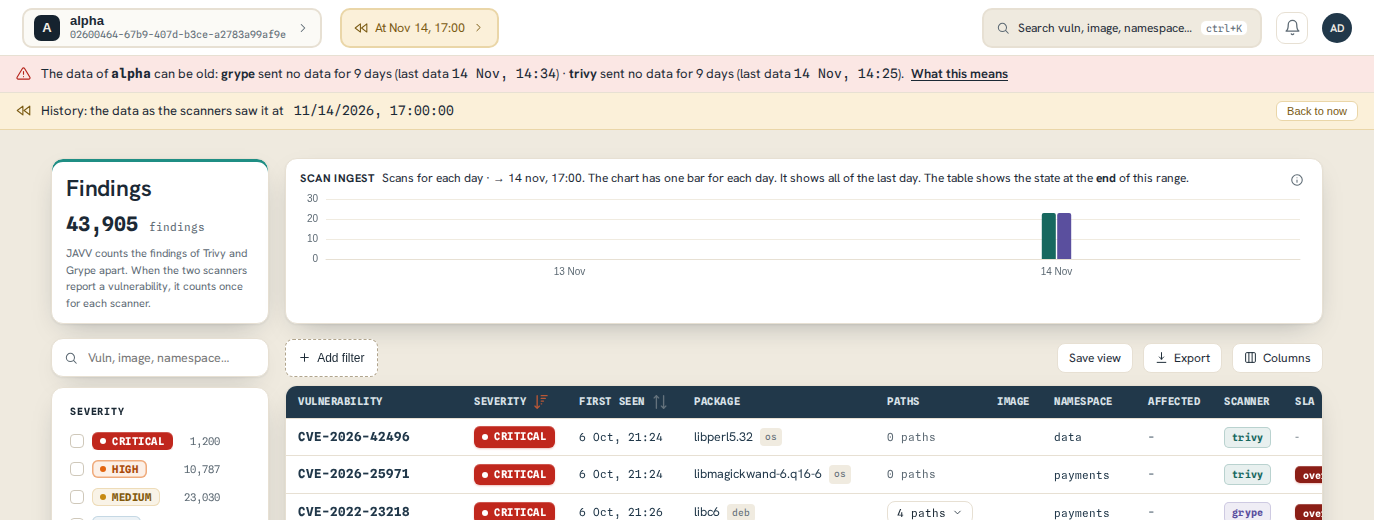 A
alpha
02600464-67b9-407d-b3ce-a2783a99af9e
At Nov 14, 17:00
Search vuln, image, namespace... ctrl+K
AD
The data of alpha can be old: grype sent no data for 9 days (last data 14 Nov, 14:34) · trivy sent no data for 9 days (last data 14 Nov, 14:25). What this means
History: the data as the scanners saw it at 11/14/2026, 17:00:00
Back to now
Findings
43,905 findings
JAVV counts the findings of Trivy and
Grype apart. When the two scanners
report a vulnerability, it counts once
for each scanner.
SCAN INGEST Scans for each day · → 14 nov, 17:00. The chart has one bar for each day. It shows all of the last day. The table shows the state at the end of this range.
30
20
10
0
13 Nov
14 Nov
Vuln, image, namespace...
Add filter
Save view
Export
Columns
SEVERITY
CRITICAL 1,200
HIGH 10,787
MEDIUM 23,030
VULNERABILITY SEVERITY FIRST SEEN PACKAGE PATHS IMAGE NAMESPACE AFFECTED SCANNER SLA
CVE-2026-42496 CRITICAL 6 Oct, 21:24 libperl5.32 os 0 paths data - trivy -
CVE-2026-25971 CRITICAL 6 Oct, 21:24 libmagickwand-6.q16-6 os 0 paths payments - trivy
CVE-2022-23218 CRITICAL 6 Oct, 21:26 libc6 deb 4 paths payments - grype